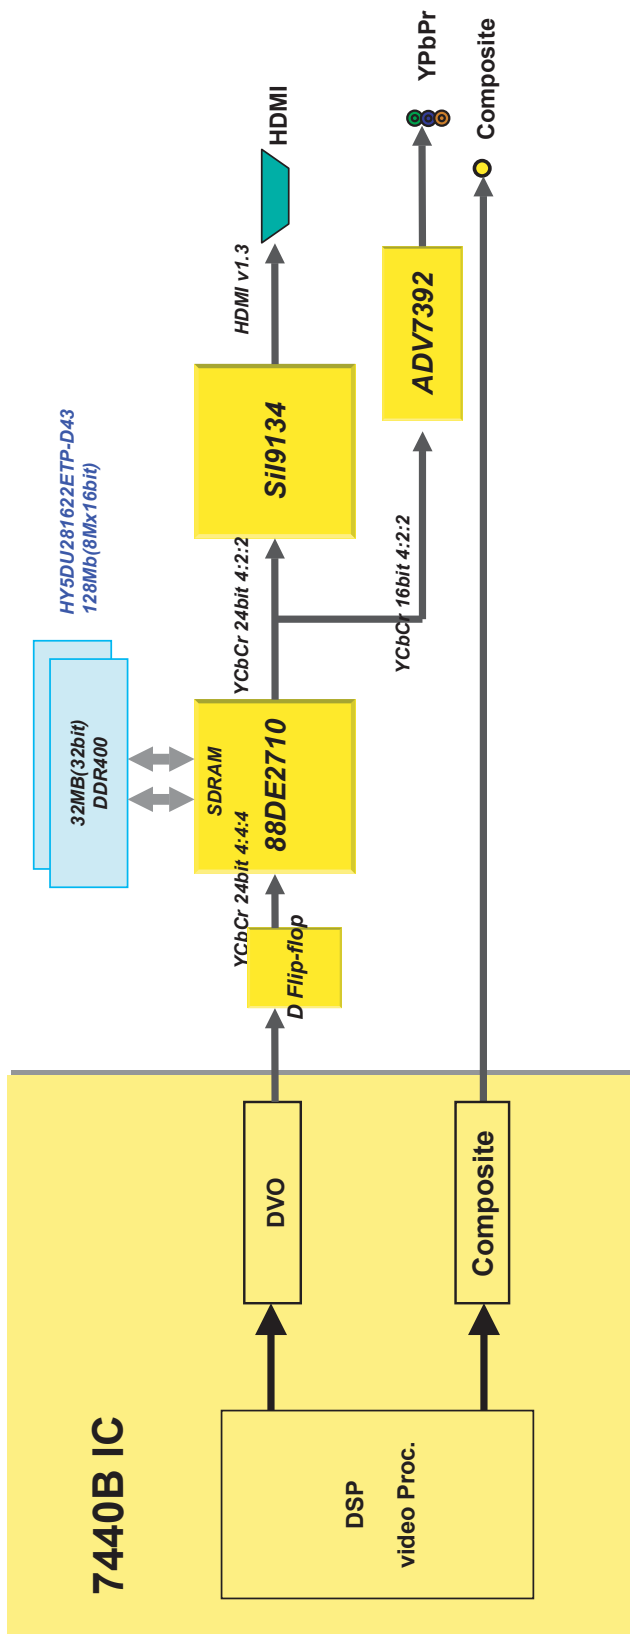 7440B IC
DSP
video Proc.
DVO
Composite
D Flip-flop
YCbCr 24bit 4:4:4
SDRAM
88DE2710
32MB(32bit)
DDR400
HY5DU281622ETP-D43
128Mb(8Mx16bit)
YCbCr 24bit 4:2:2
YCbCr 16bit 4:2:2
SiI9134
HDMI v1.3
HDMI
ADV7392
YPbPr
Composite